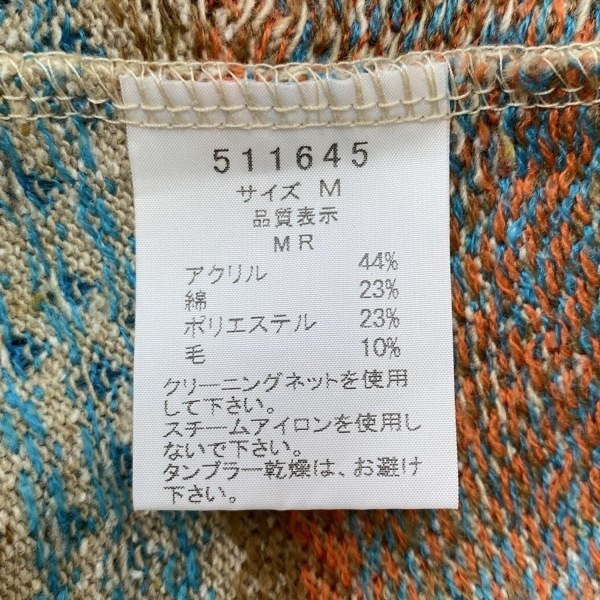 511645
サイズ M
品質表示
MR
アクリル 44%
綿 23%
ポリエステル 23%
毛 10%
クリーニングネットを使用
して下さい。
スチームアイロンを使用し
ないで下さい。
タンブラー乾燥は、お避け
下さい。